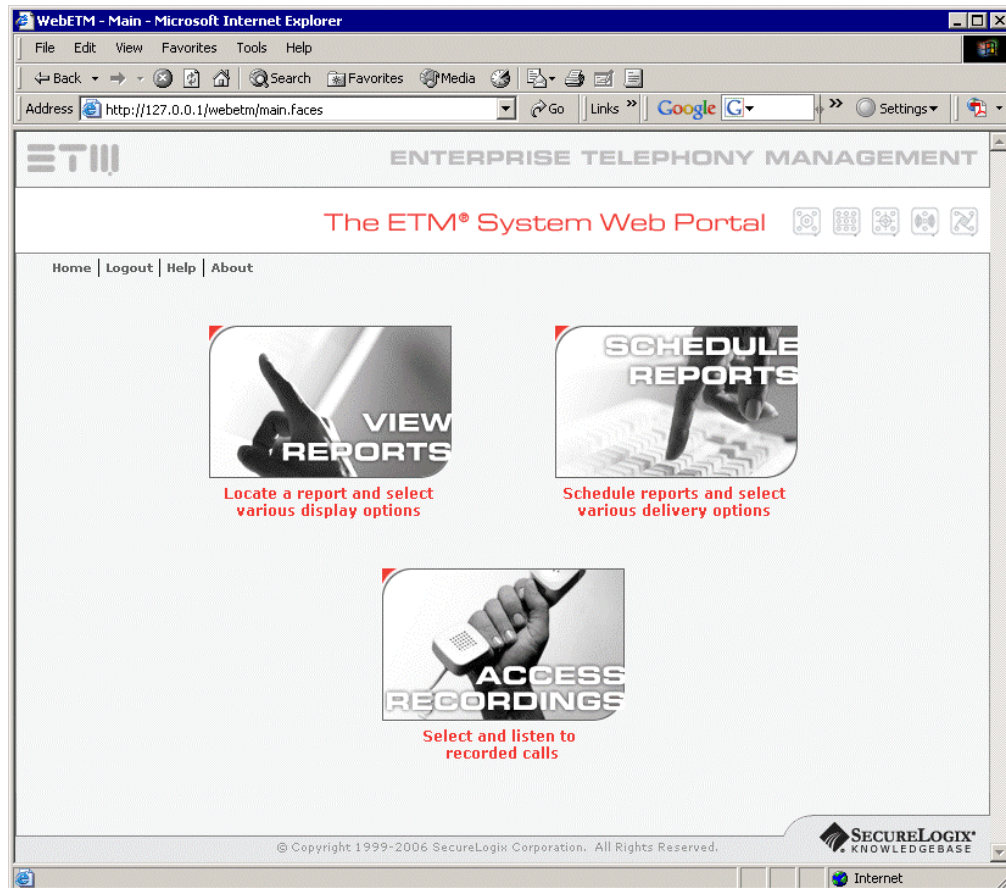 WebETM - Main - Microsoft Internet Explorer
File Edit View Favorites Tools Help
Back Search Favorites Media
Address http://127.0.0.1/webetm/main.faces Go Links » Google G » Settings
ETM ENTERPRISE TELEPHONY MANAGEMENT
The ETM® System Web Portal
Home | Logout | Help | About
VIEW
REPORTS
Locate a report and select
various display options
SCHEDULE
REPORTS
Schedule reports and select
various delivery options
ACCESS
RECORDINGS
Select and listen to
recorded calls
SECURELOGIX
KNOWLEDGEBASE
© Copyright 1999-2006 SecureLogix Corporation. All Rights Reserved.
Internet